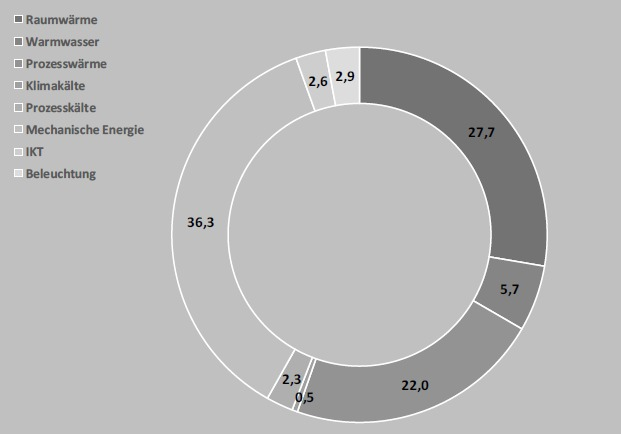 Raumwärme
Warmwasser
Prozesswärme
Klimakälte
Prozesskälte
Mechanische Energie
IKT
Beleuchtung
2,6
2,9
27,7
36,3
5,7
2,3
0,5
22,0